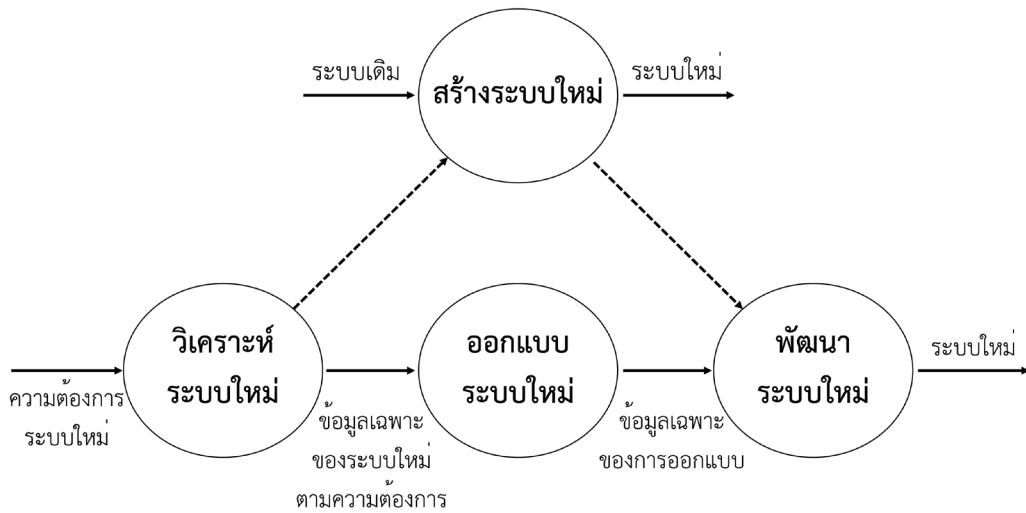 ระบบเดิม
สร้างระบบใหม่
ระบบใหม่
วิเคราะห์
ระบบใหม่
ออกแบบ
ระบบใหม่
พัฒนา
ระบบใหม่
ระบบใหม่
ความต้องการ
ระบบใหม่
ข้อมูลเฉพาะ
ของระบบใหม่
ตามความต้องการ
ข้อมูลเฉพาะ
ของการออกแบบ